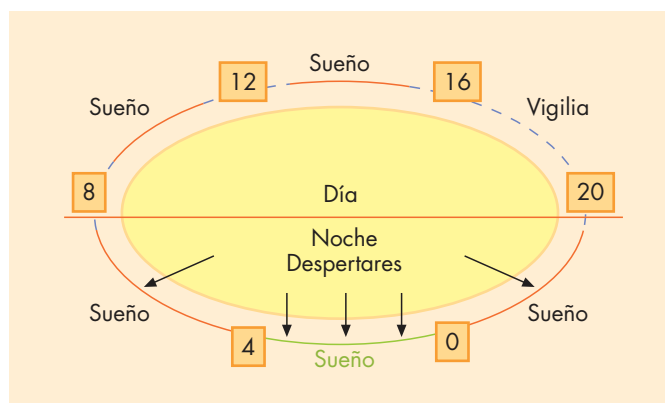 Sueño
12
16
Sueño
Vigilia
8
Día
20
Noche
Despertares
Sueño
Sueño
4
0
Sueño